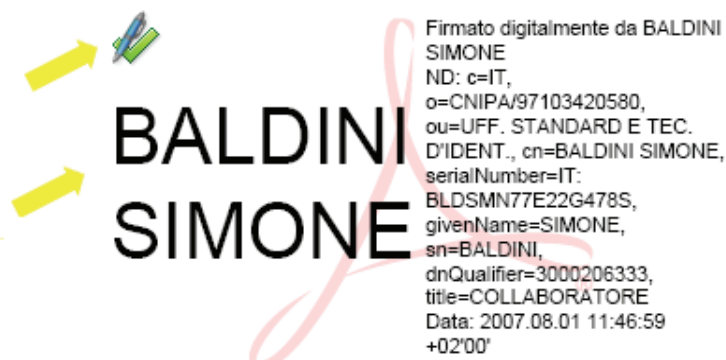 BALDINI
SIMONE
Firmato digitalmente da BALDINI
SIMONE
ND: c=IT,
o=CNIPA/97103420580,
ou=UFF. STANDARD E TEC.
D'IDENT., cn=BALDINI SIMONE,
serialNumber=IT:
BLDSMN77E22G478S,
givenName=SIMONE,
sn=BALDINI,
dnQualifier=3000206333,
title=COLLABORATORE
Data: 2007.08.01 11:46:59
+02'00'